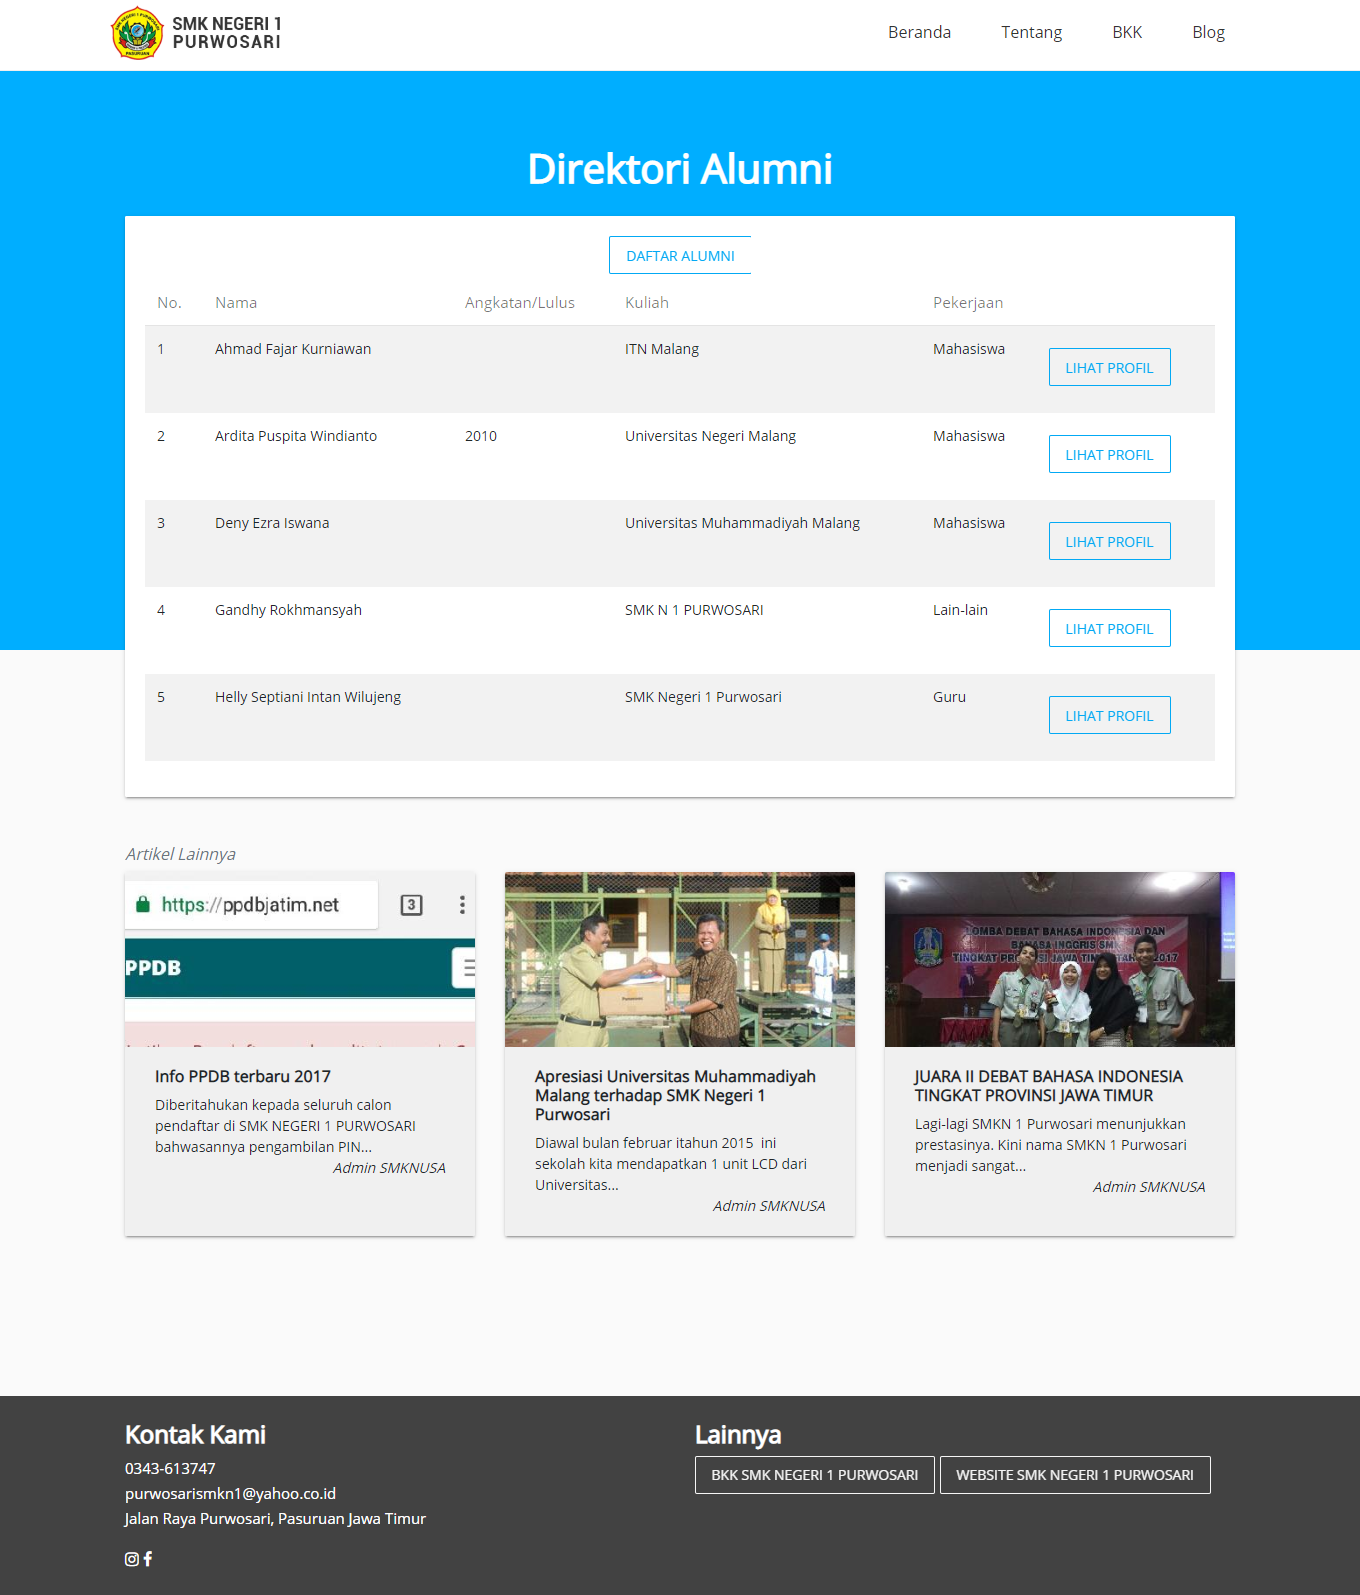 SMK NEGERI 1
PURWOSARI
Beranda Tentang BKK Blog
Direktori Alumni
DAFTAR ALUMNI
No. Nama Angkatan/Lulus Kuliah Pekerjaan
1 Ahmad Fajar Kurniawan ITN Malang Mahasiswa LIHAT PROFIL
2 Ardita Puspita Windianto 2010 Universitas Negeri Malang Mahasiswa LIHAT PROFIL
3 Deny Ezra Iswana Universitas Muhammadiyah Malang Mahasiswa LIHAT PROFIL
4 Gandhy Rokhmansyah SMK N 1 PURWOSARI Lain-lain LIHAT PROFIL
5 Helly Septiani Intan Wilujeng SMK Negeri 1 Purwosari Guru LIHAT PROFIL
Artikel Lainnya
https://ppdbjatim.net 3
PPDB
Info PPDB terbaru 2017
Diberitahukan kepada seluruh calon
pendaftar di SMK NEGERI 1 PURWOSARI
bahwasannya pengambilan PIN...
Admin SMKNUSA
Apresiasi Universitas Muhammadiyah
Malang terhadap SMK Negeri 1
Purwosari
Diawal bulan februar itahun 2015  ini
sekolah kita mendapatkan 1 unit LCD dari
Universitas...
Admin SMKNUSA
LOMBA DEBAT BAHASA INDONESIA DAN
BAHASA INGGRIS SMK
TINGKAT PROVINSI JAWA TIMUR TAHUN 2017
JUARA II DEBAT BAHASA INDONESIA
TINGKAT PROVINSI JAWA TIMUR
Lagi-lagi SMKN 1 Purwosari menunjukkan
prestasinya. Kini nama SMKN 1 Purwosari
menjadi sangat...
Admin SMKNUSA
Kontak Kami
0343-613747
purwosarismkn1@yahoo.co.id
Jalan Raya Purwosari, Pasuruan Jawa Timur
Lainnya
BKK SMK NEGERI 1 PURWOSARI WEBSITE SMK NEGERI 1 PURWOSARI